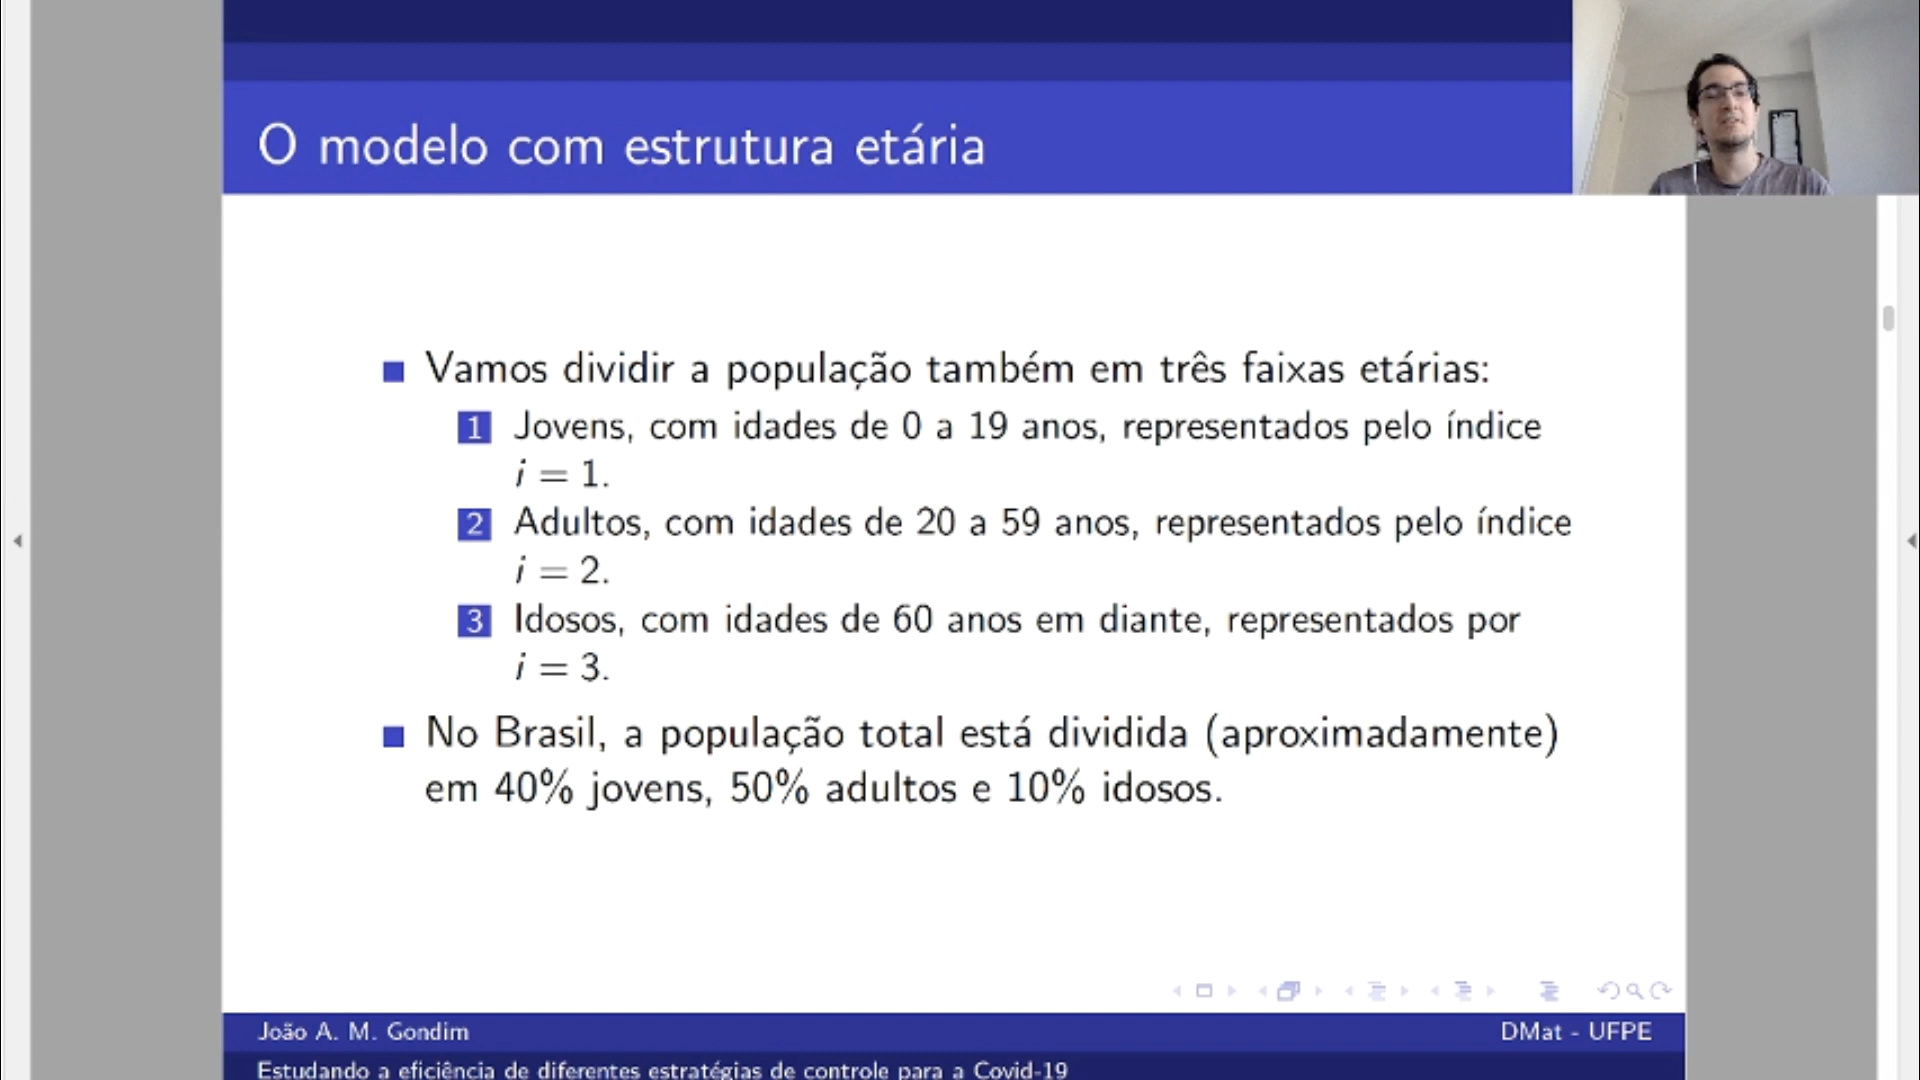 O modelo com estrutura etária
Vamos dividir a população também em três faixas etárias:
1 Jovens, com idades de 0 a 19 anos, representados pelo índice
i = 1.
2 Adultos, com idades de 20 a 59 anos, representados pelo índice
i = 2.
3 Idosos, com idades de 60 anos em diante, representados por
i = 3.
No Brasil, a população total está dividida (aproximadamente)
em 40% jovens, 50% adultos e 10% idosos.
João A. M. Gondim
DMat - UFPE
Estudando a eficiência de diferentes estratégias de controle para a Covid-19